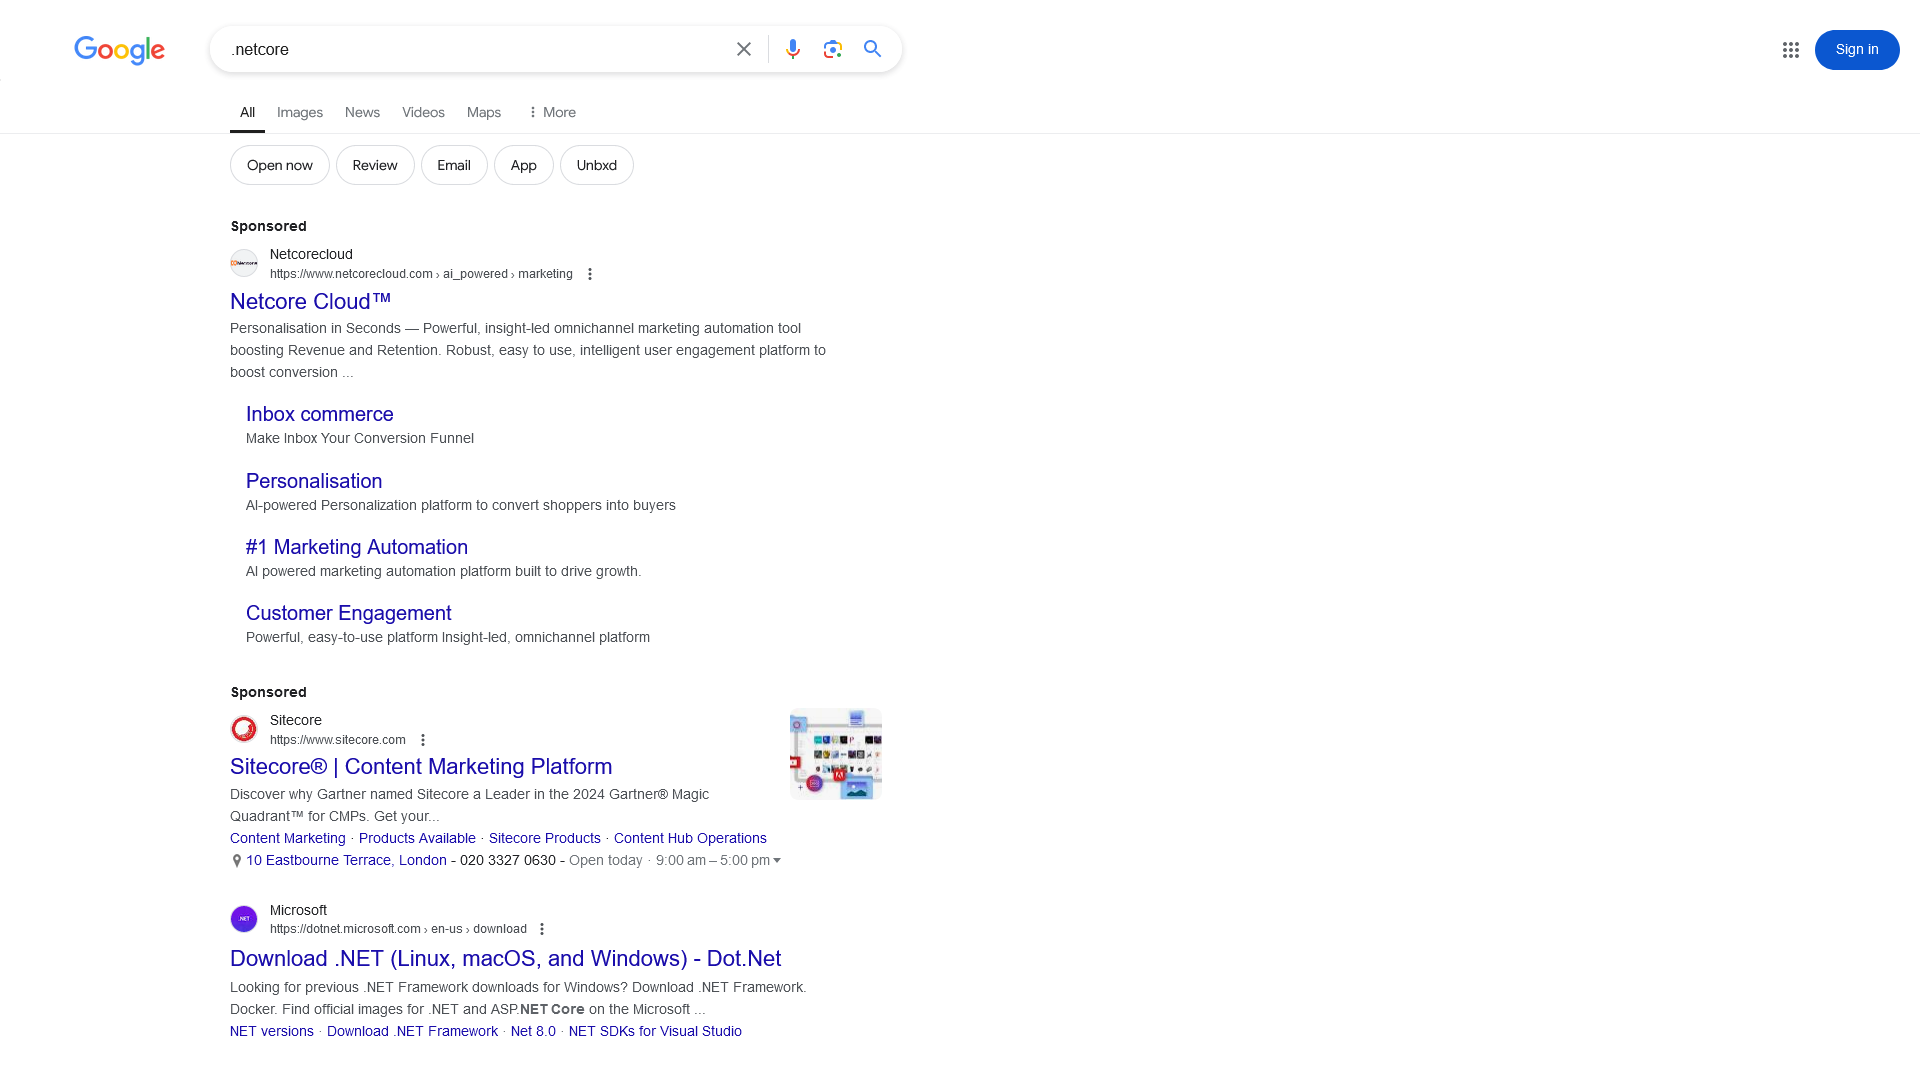 Google
.netcore
Sign in
All
Images
News
Videos
Maps
More
Open now
Review
Email
App
Unbxd
Sponsored
Netcorecloud
https://www.netcorecloud.com › ai_powered › marketing
Netcore Cloud™
Personalisation in Seconds — Powerful, insight-led omnichannel marketing automation tool
boosting Revenue and Retention. Robust, easy to use, intelligent user engagement platform to
boost conversion ...
Inbox commerce
Make Inbox Your Conversion Funnel
Personalisation
AI-powered Personalization platform to convert shoppers into buyers
#1 Marketing Automation
AI powered marketing automation platform built to drive growth.
Customer Engagement
Powerful, easy-to-use platform Insight-led, omnichannel platform
Sponsored
Sitecore
https://www.sitecore.com
Sitecore® | Content Marketing Platform
Discover why Gartner named Sitecore a Leader in the 2024 Gartner® Magic
Quadrant™ for CMPs. Get your...
Content Marketing · Products Available · Sitecore Products · Content Hub Operations
10 Eastbourne Terrace, London - 020 3327 0630 - Open today · 9:00 am – 5:00 pm
.NET
Microsoft
https://dotnet.microsoft.com › en-us › download
Download .NET (Linux, macOS, and Windows) - Dot.Net
Looking for previous .NET Framework downloads for Windows? Download .NET Framework.
Docker. Find official images for .NET and ASP.NET Core on the Microsoft ...
NET versions · Download .NET Framework · Net 8.0 · NET SDKs for Visual Studio